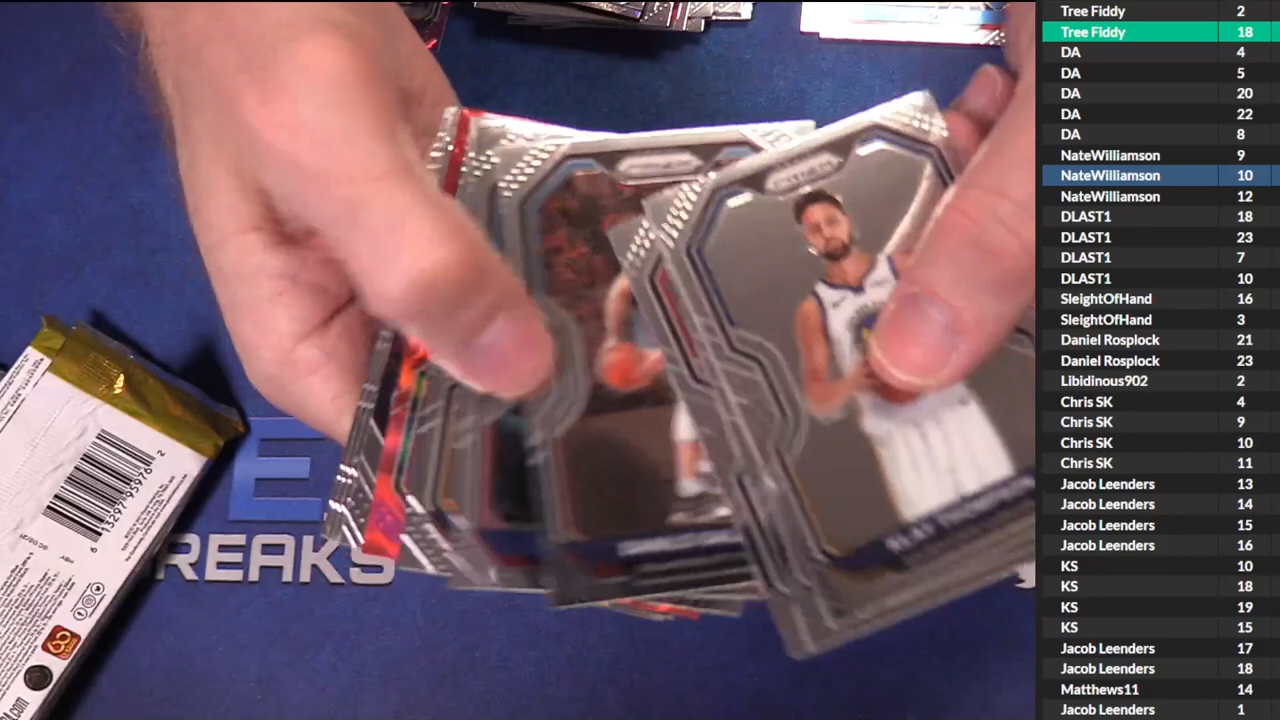 Tree Fiddy 2
Tree Fiddy 18
DA 4
DA 5
DA 20
DA 22
DA 8
NateWilliamson 9
NateWilliamson 10
NateWilliamson 12
DLAST1 18
DLAST1 23
DLAST1 7
DLAST1 10
SleightOfHand 16
SleightOfHand 3
Daniel Rosplock 21
Daniel Rosplock 23
Libidinous902 2
Chris SK 4
Chris SK 9
Chris SK 10
Chris SK 11
Jacob Leenders 13
Jacob Leenders 14
Jacob Leenders 15
Jacob Leenders 16
KS 10
KS 18
KS 19
KS 15
Jacob Leenders 17
Jacob Leenders 18
Matthews11 14
Jacob Leenders 1
PRIZM
KLAY THOMPSON
E
REAKS